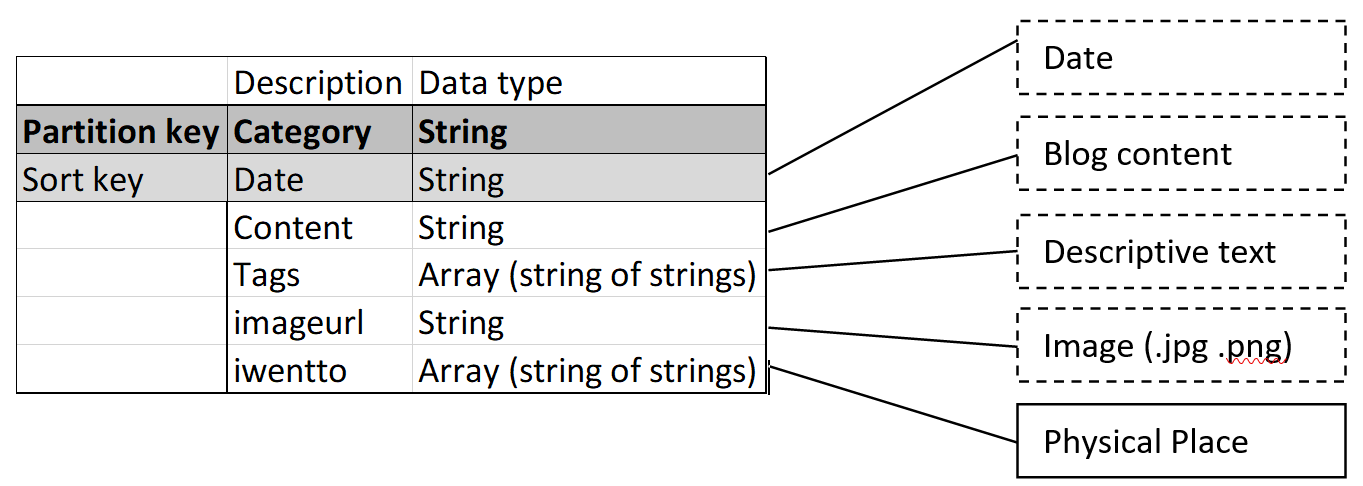 Description Data type
Partition key Category String
Sort key Date String
Content String
Tags Array (string of strings)
imageurl String
iwentto Array (string of strings)
Date
Blog content
Descriptive text
Image (.jpg .png)
Physical Place